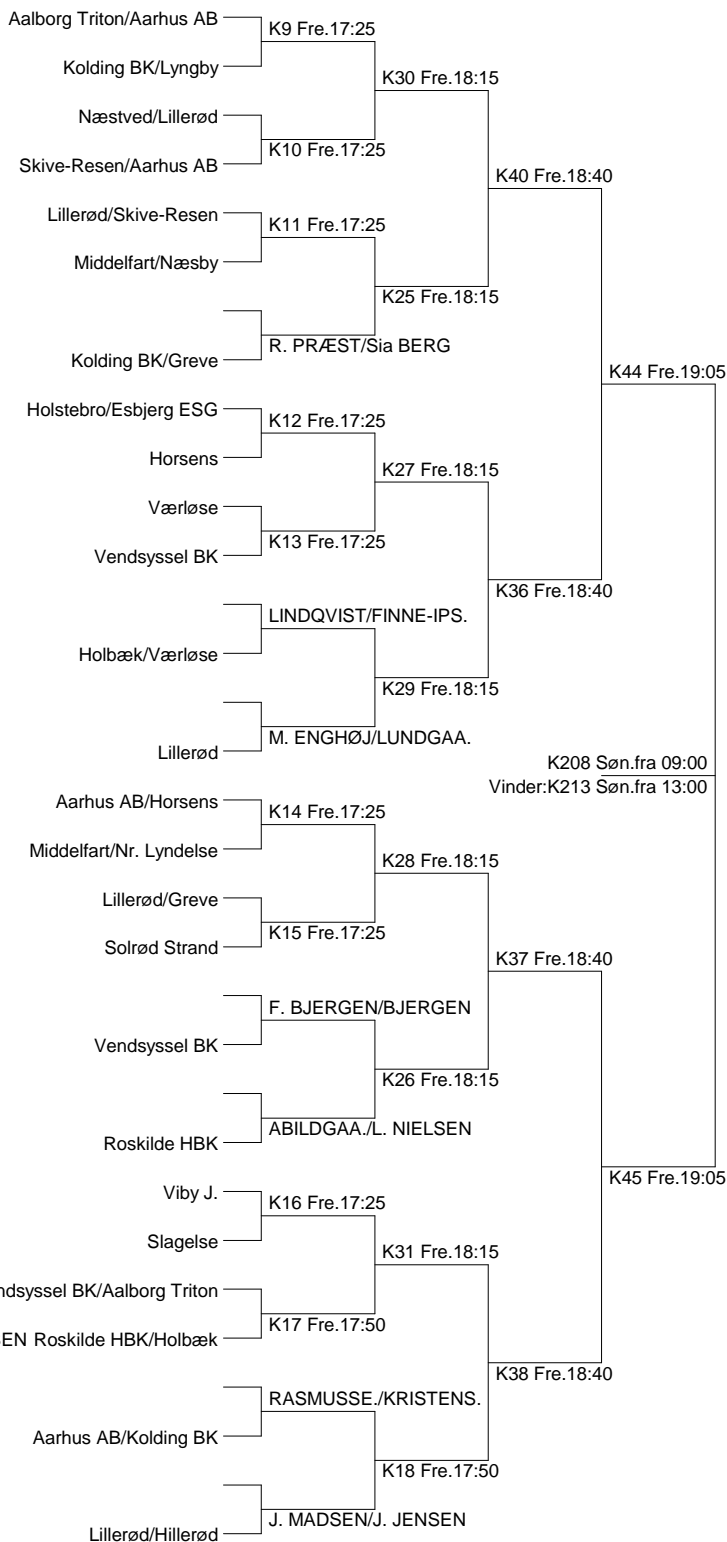 Aalborg Triton/Aarhus AB
K9 Fre.17:25
Kolding BK/Lyngby
K30 Fre.18:15
Næstved/Lillerød
K10 Fre.17:25
Skive-Resen/Aarhus AB
K40 Fre.18:40
Lillerød/Skive-Resen
K11 Fre.17:25
Middelfart/Næsby
K25 Fre.18:15
R. PRÆST/Sia BERG
Kolding BK/Greve
K44 Fre.19:05
Holstebro/Esbjerg ESG
K12 Fre.17:25
Horsens
K27 Fre.18:15
Værløse
K13 Fre.17:25
Vendsyssel BK
K36 Fre.18:40
LINDQVIST/FINNE-IPS.
Holbæk/Værløse
K29 Fre.18:15
M. ENGHØJ/LUNDGAA.
Lillerød
K208 Søn.fra 09:00
Vinder:K213 Søn.fra 13:00
Aarhus AB/Horsens
K14 Fre.17:25
Middelfart/Nr. Lyndelse
K28 Fre.18:15
Lillerød/Greve
K15 Fre.17:25
Solrød Strand
K37 Fre.18:40
F. BJERGEN/BJERGEN
Vendsyssel BK
K26 Fre.18:15
ABILDGAA./L. NIELSEN
Roskilde HBK
K45 Fre.19:05
Viby J.
K16 Fre.17:25
Slagelse
K31 Fre.18:15
ndsyssel BK/Aalborg Triton
K17 Fre.17:50
SEN Roskilde HBK/Holbæk
K38 Fre.18:40
RASMUSSE./KRISTENS.
Aarhus AB/Kolding BK
K18 Fre.17:50
J. MADSEN/J. JENSEN
Lillerød/Hillerød